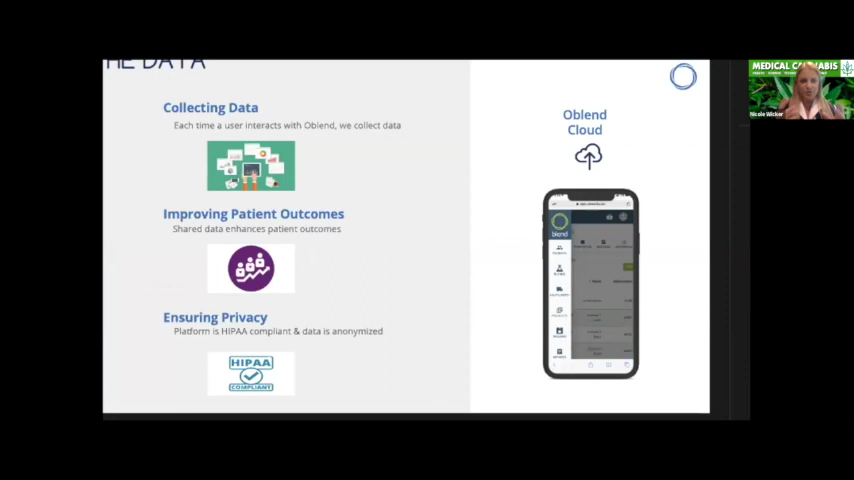 HE DATA
Collecting Data
Each time a user interacts with Oblend, we collect data
Improving Patient Outcomes
Shared data enhances patient outcomes
Ensuring Privacy
Platform is HIPAA compliant & data is anonymized
HIPAA
COMPLIANT
Oblend
Cloud
blend
MEDICAL CANNABIS
Nicole Wicker